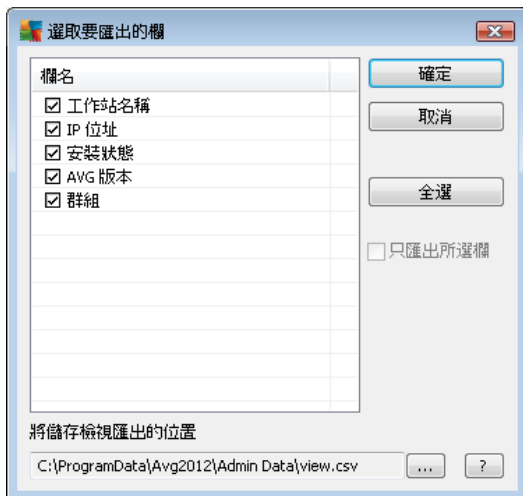 選取要匯出的欄
欄名
工作站名稱
IP 位址
安裝狀態
AVG 版本
群組
確定
取消
全選
只匯出所選欄
將儲存檢視匯出的位置
C:\ProgramData\Avg2012\Admin Data\view.csv
...
?